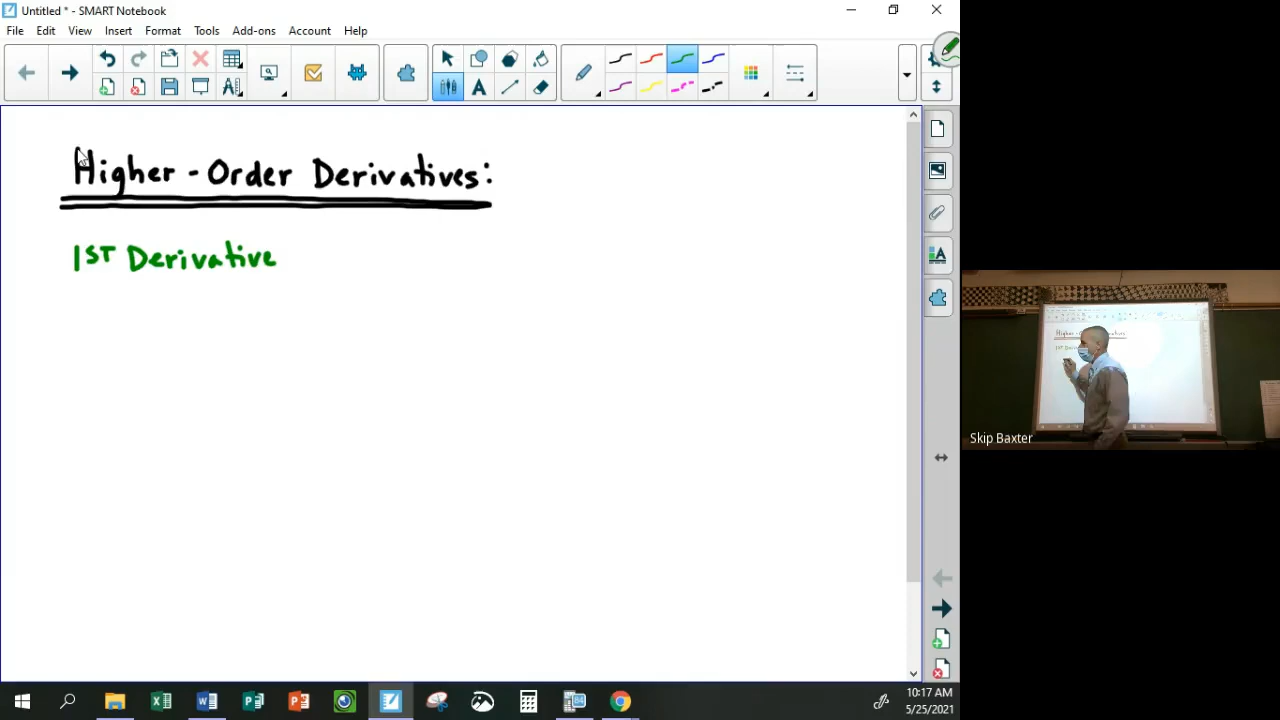 Untitled * - SMART Notebook
File Edit View Insert Format Tools Add-ons Account Help
Higher - Order Derivatives:
1ST Derivative
Skip Baxter
10:17 AM
5/25/2021